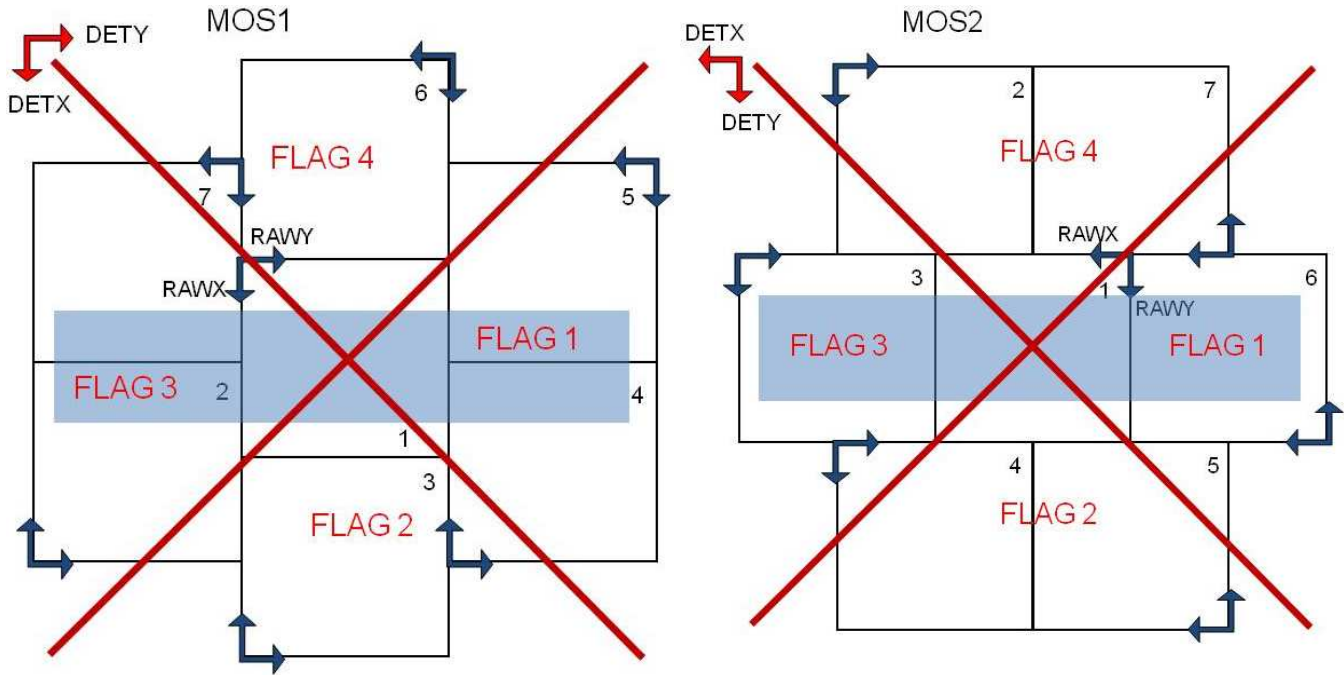 MOS1
DETY
DETX
6
FLAG 4
7
5
RAWY
RAWX
FLAG 1
FLAG 3
2
4
1
3
FLAG 2
MOS2
DETX
DETY
2
7
FLAG 4
RAWX
3
1
6
RAWY
FLAG 3
FLAG 1
4
5
FLAG 2